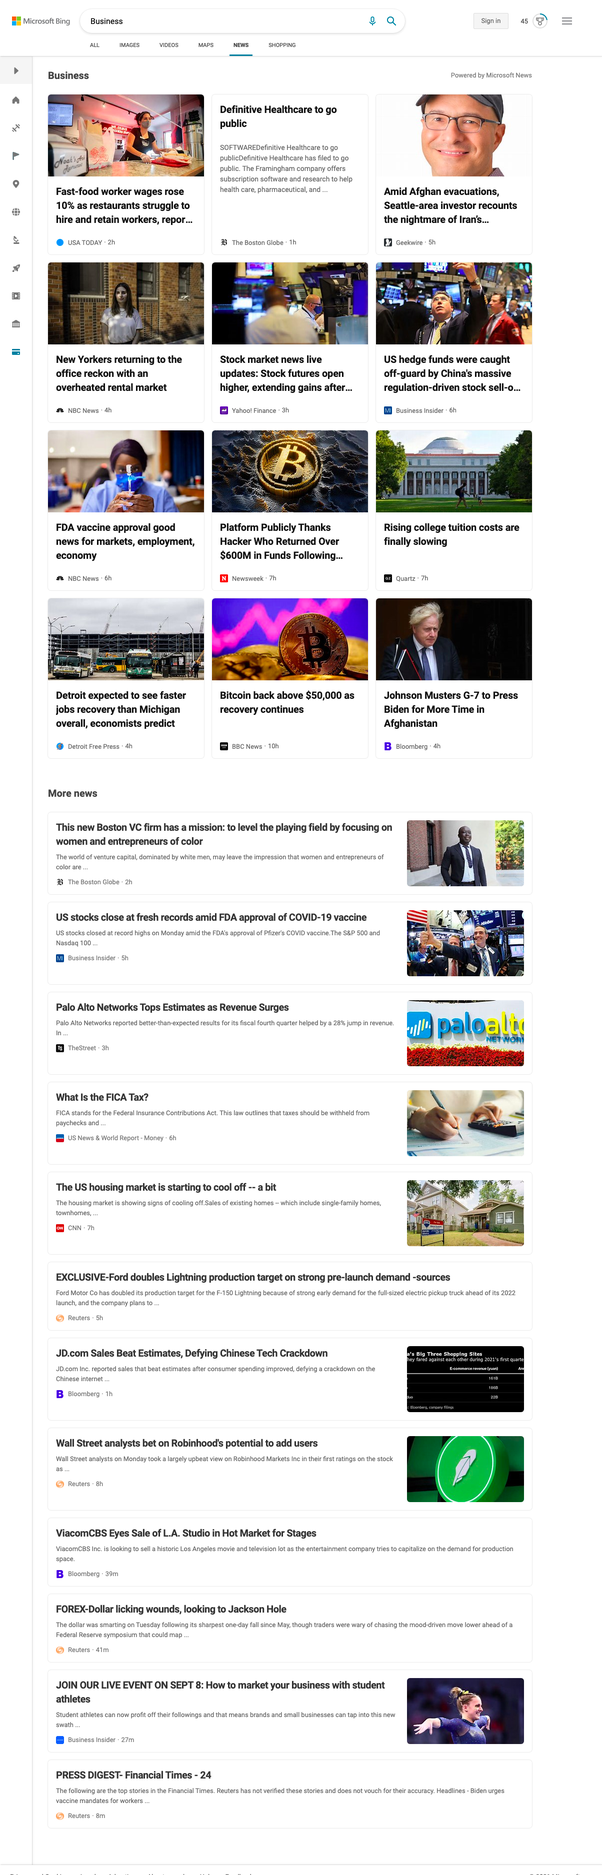 Microsoft Bing
Business
Sign in
45
ALL
IMAGES
VIDEOS
MAPS
NEWS
SHOPPING
Business
Powered by Microsoft News
Fast-food worker wages rose
10% as restaurants struggle to
hire and retain workers, repor...
USA TODAY · 2h
Definitive Healthcare to go
public
SOFTWAREDefinitive Healthcare to go
publicDefinitive Healthcare has filed to go
public. The Framingham company offers
subscription software and research to help
health care, pharmaceutical, and ...
The Boston Globe · 1h
Amid Afghan evacuations,
Seattle-area investor recounts
the nightmare of Iran's...
Geekwire · 5h
New Yorkers returning to the
office reckon with an
overheated rental market
NBC News · 4h
Stock market news live
updates: Stock futures open
higher, extending gains after...
Yahoo! Finance · 3h
US hedge funds were caught
off-guard by China's massive
regulation-driven stock sell-o...
Business Insider · 6h
FDA vaccine approval good
news for markets, employment,
economy
NBC News · 6h
Platform Publicly Thanks
Hacker Who Returned Over
$600M in Funds Following...
Newsweek · 7h
Rising college tuition costs are
finally slowing
Quartz · 7h
Detroit expected to see faster
jobs recovery than Michigan
overall, economists predict
Detroit Free Press · 4h
Bitcoin back above $50,000 as
recovery continues
BBC News · 10h
Johnson Musters G-7 to Press
Biden for More Time in
Afghanistan
Bloomberg · 4h
More news
This new Boston VC firm has a mission: to level the playing field by focusing on
women and entrepreneurs of color
The world of venture capital, dominated by white men, may leave the impression that women and entrepreneurs of
color are ...
The Boston Globe · 2h
US stocks close at fresh records amid FDA approval of COVID-19 vaccine
US stocks closed at record highs on Monday amid the FDA's approval of Pfizer's COVID vaccine.The S&P 500 and
Nasdaq 100 ...
Business Insider · 5h
Palo Alto Networks Tops Estimates as Revenue Surges
Palo Alto Networks reported better-than-expected results for its fiscal fourth quarter helped by a 28% jump in revenue.
In ...
TheStreet · 3h
paloalto
NETWORK
What Is the FICA Tax?
FICA stands for the Federal Insurance Contributions Act. This law outlines that taxes should be withheld from
paychecks and ...
US News & World Report - Money · 6h
The US housing market is starting to cool off -- a bit
The housing market is showing signs of cooling off.Sales of existing homes – which include single-family homes,
townhomes, ...
CNN · 7h
EXCLUSIVE-Ford doubles Lightning production target on strong pre-launch demand -sources
Ford Motor Co has doubled its production target for the F-150 Lightning because of strong early demand for the full-sized electric pickup truck ahead of its 2022
launch, and the company plans to ...
Reuters · 5h
JD.com Sales Beat Estimates, Defying Chinese Tech Crackdown
JD.com Inc. reported sales that beat estimates after consumer spending improved, defying a crackdown on the
Chinese internet ...
Bloomberg · 1h
a's Big Three Shopping Sites
hey fared against each other during 2021's first quarte
E-commerce revenue (yuan)
Bloomberg, company filings
Wall Street analysts bet on Robinhood's potential to add users
Wall Street analysts on Monday took a largely upbeat view on Robinhood Markets Inc in their first ratings on the stock
as ...
Reuters · 8h
ViacomCBS Eyes Sale of L.A. Studio in Hot Market for Stages
ViacomCBS Inc. is looking to sell a historic Los Angeles movie and television lot as the entertainment company tries to capitalize on the demand for production
space.
Bloomberg · 39m
FOREX-Dollar licking wounds, looking to Jackson Hole
The dollar was smarting on Tuesday following its sharpest one-day fall since May, though traders were wary of chasing the mood-driven move lower ahead of a
Federal Reserve symposium that could map ...
Reuters · 41m
JOIN OUR LIVE EVENT ON SEPT 8: How to market your business with student
athletes
Student athletes can now profit off their followings and that means brands and small businesses can tap into this new
swath ...
Business Insider · 27m
PRESS DIGEST- Financial Times - 24
The following are the top stories in the Financial Times. Reuters has not verified these stories and does not vouch for their accuracy. Headlines - Biden urges
vaccine mandates for workers ...
Reuters · 8m